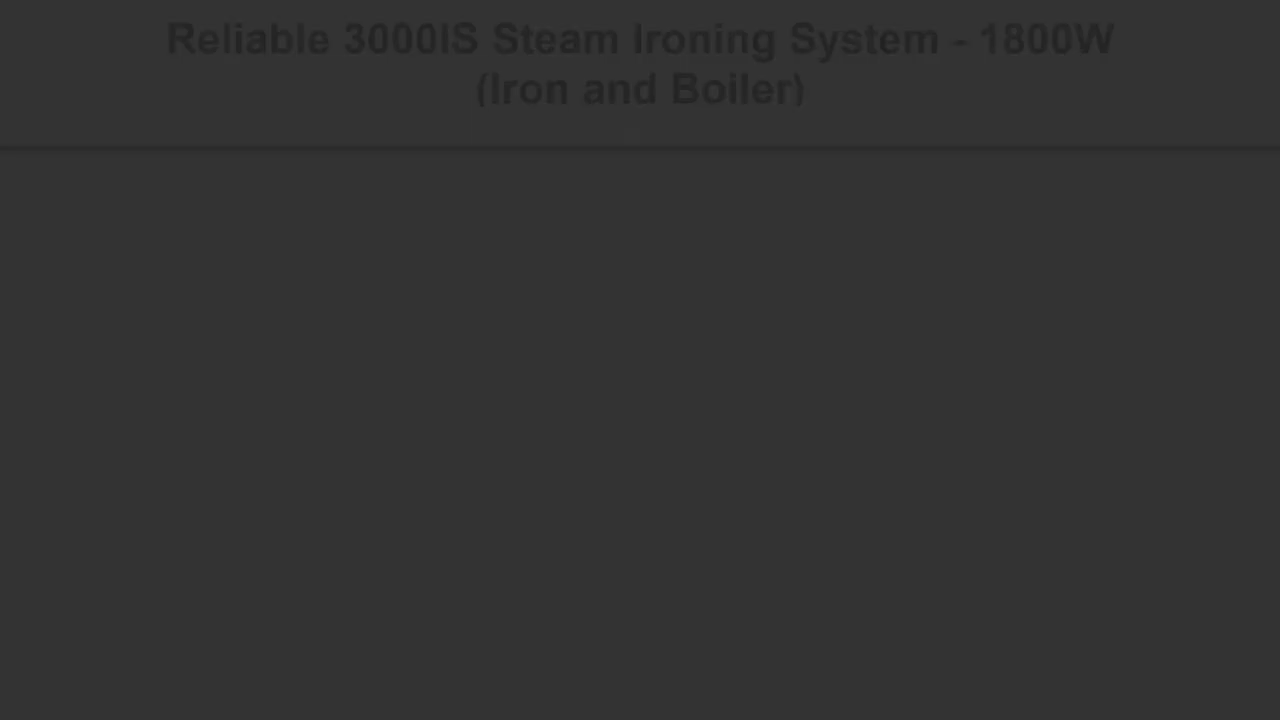 Reliable 3000IS Steam Ironing System - 1800W
(Iron and Boiler)